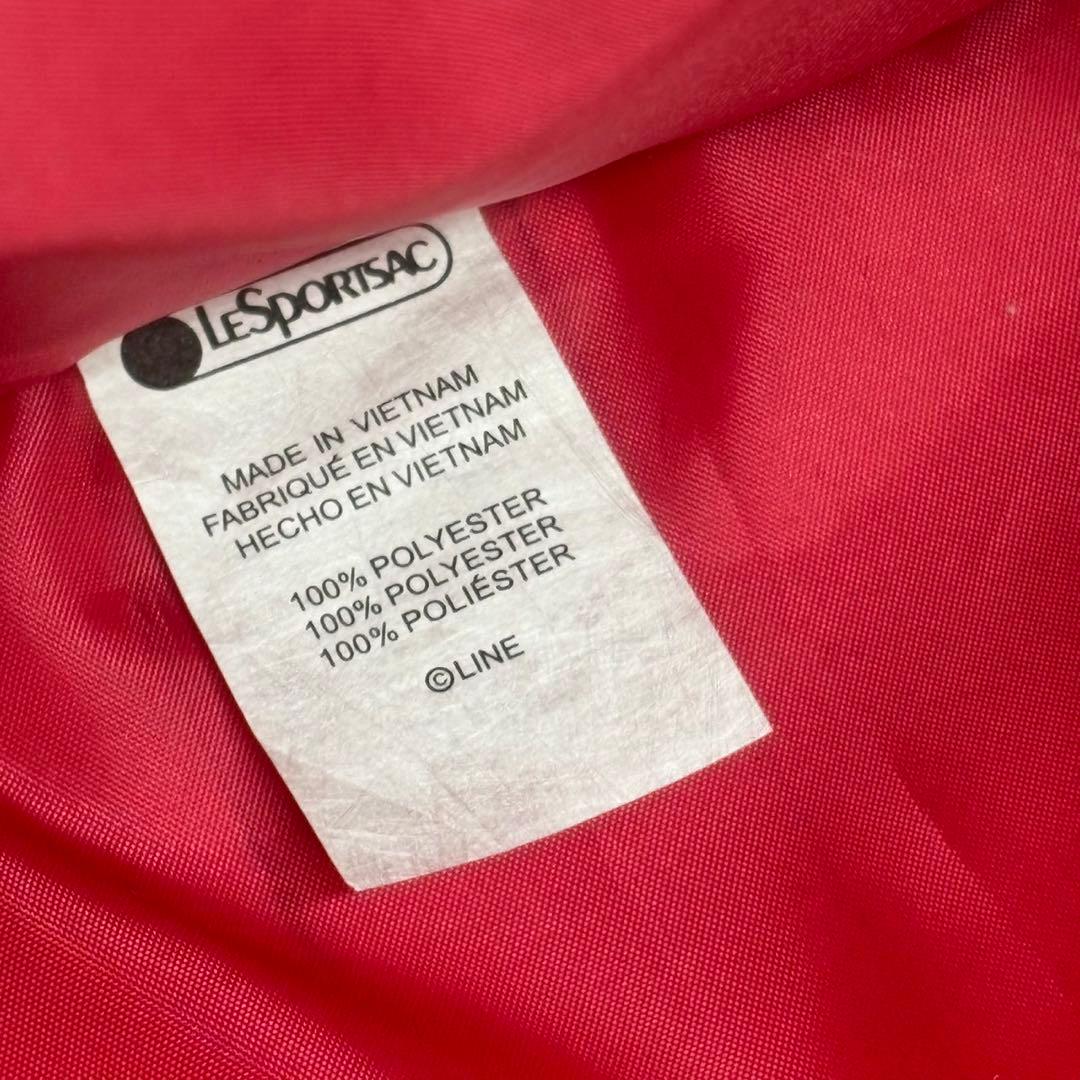 LESPORTSAC
MADE IN VIETNAM
FABRIQUÉ EN VIETNAM
HECHO EN VIETNAM
100% POLYESTER
100% POLYESTER
100% POLIÉSTER
©LINE